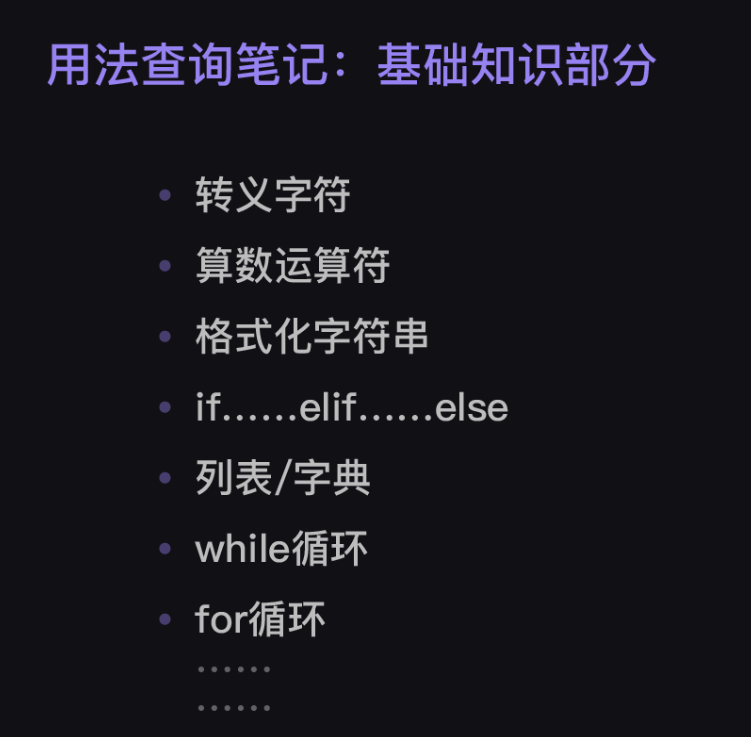 用法查询笔记：基础知识部分
• 转义字符
• 算数运算符
• 格式化字符串
• if……elif……else
• 列表/字典
• while循环
• for循环
……
……